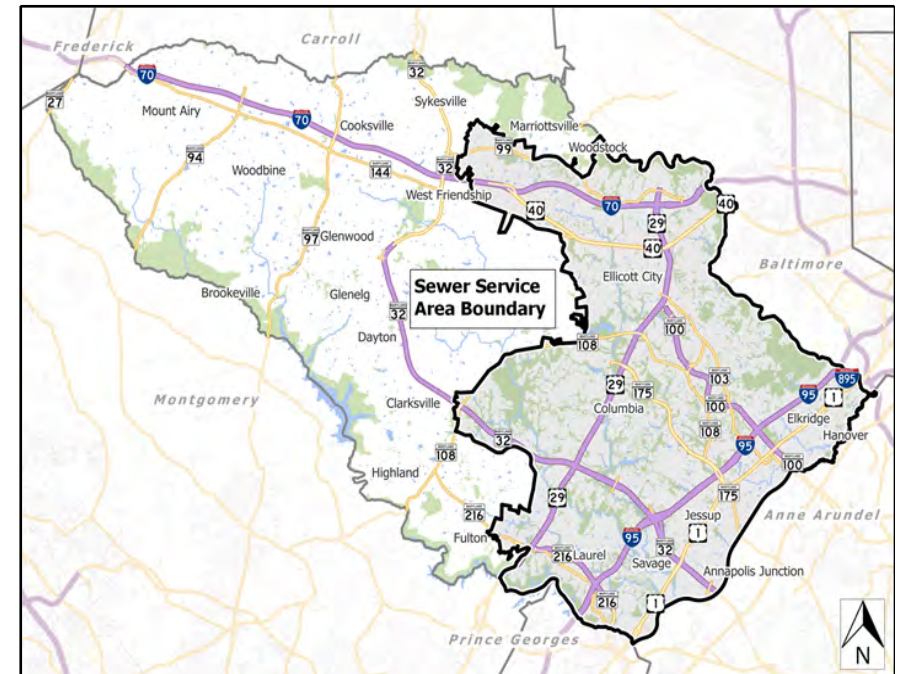 Frederick
Carroll
70
32
27
Mount Airy
70
Sykesville
Cooksville
Marriottsville
94
99
Woodstock
144
32
Woodbine
West Friendship
40
70
40
29
97
Glenwood
40
Baltimore
Ellicott City
Sewer Service
Area Boundary
Brookeville
Glenelg
32
Dayton
100
108
103
895
29
175
95
1
Montgomery
Clarksville
Columbia
100
Elkridge
108
Hanover
32
95
108
100
Highland
29
175
216
Jessup
Anne Arundel
Fulton
95
1
216
Laurel
32
Savage
Annapolis Junction
216
1
Prince Georges
N